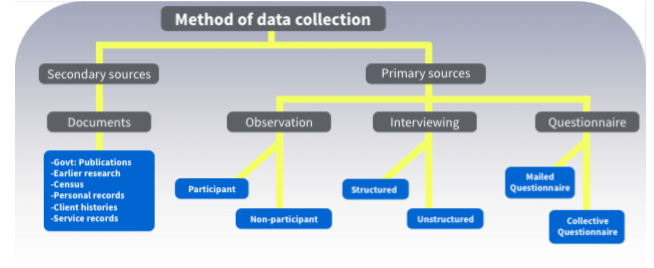 Method of data collection
Secondary sources
Primary sources
Documents
Observation
Interviewing
Questionnaire
-Govt: Publications
-Earlier research
-Census
-Personal records
-Client histories
-Service records
Participant
Non-participant
Structured
Unstructured
Mailed
Questionnaire
Collective
Questionnaire